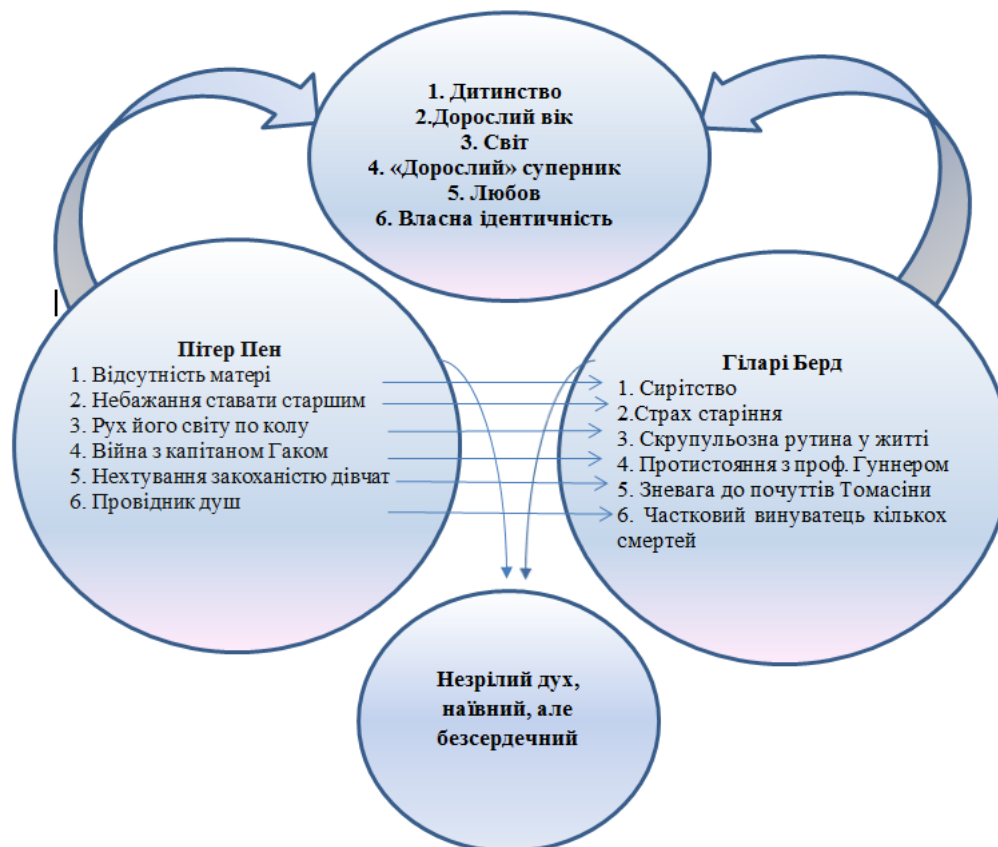 1. Дитинство
2.Дорослий вік
3. Світ
4. «Дорослий» суперник
5. Любов
6. Власна ідентичність
Пітер Пен
1. Відсутність матері
2. Небажання ставати старшим
3. Рух його світу по колу
4. Війна з капітаном Гаком
5. Нехтування закоханістю дівчат
6. Провідник душ
Гіларі Берд
1. Сирітство
2.Страх старіння
3. Скрупульозна рутина у житті
4. Протистояння з проф. Гуннером
5. Зневага до почуттів Томасіни
6. Частковий винуватець кількох
смертей
Незрілий дух,
наївний, але
безсердечний